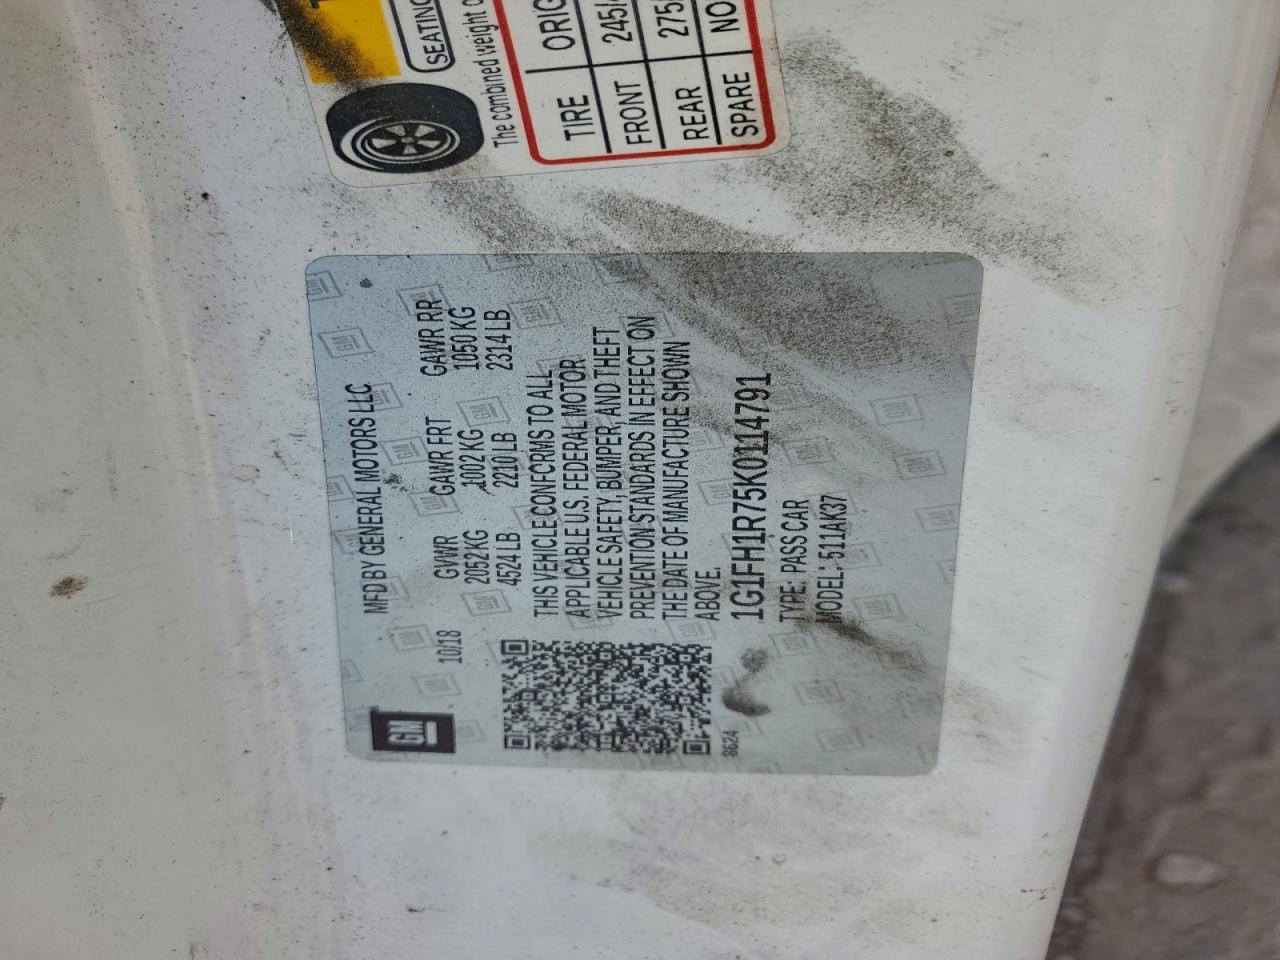 SEATING
The combined weight o
TIRE ORIG
FRONT 245/
REAR 275/
SPARE NO
GM
MFD BY GENERAL MOTORS LLC
10/18 GVWR GAWR FRT GAWR RR
2052KG 1002 KG 1050 KG
4524 LB 2210 LB 2314 LB
THIS VEHICLE CONFORMS TO ALL
APPLICABLE U.S. FEDERAL MOTOR
VEHICLE SAFETY, BUMPER, AND THEFT
PREVENTION STANDARDS IN EFFECT ON
THE DATE OF MANUFACTURE SHOWN
ABOVE.
1G1FH1R75K0114791
TYPE: PASS CAR
MODEL: 511AK37
8624